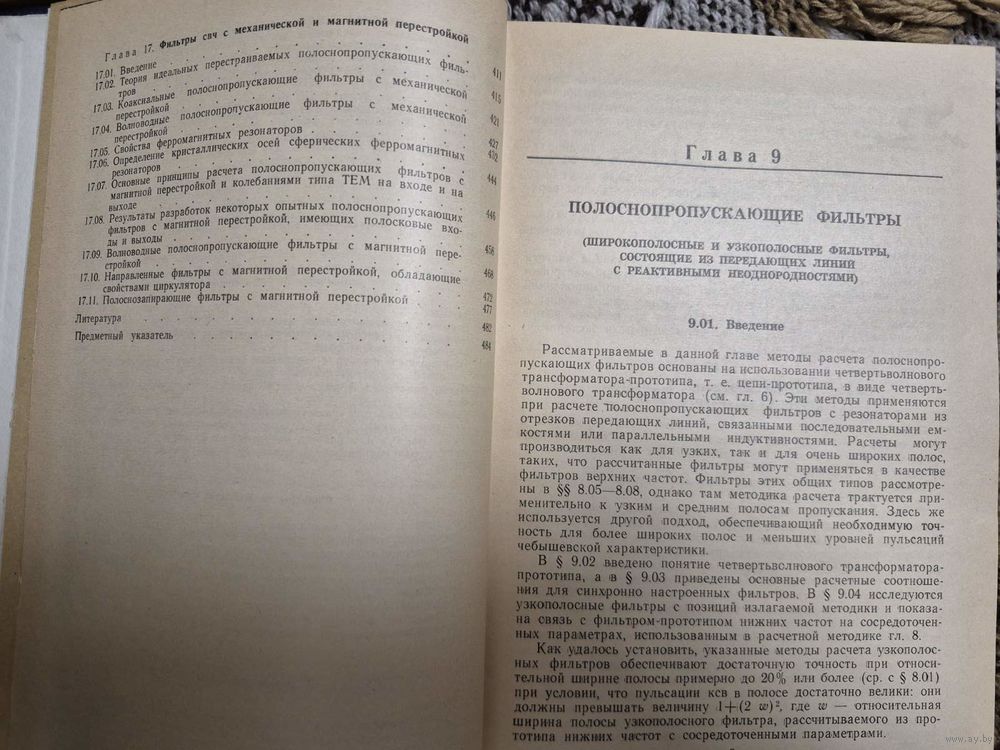 Глава 17. Фильтры свч с механической и магнитной перестройкой
17.01. Введение . . . . . . . . . . 411
17.02. Теория идеальных перестраиваемых полоснопропускающих филь-
тров . . . . . . . . . . 415
17.03. Коаксиальные полоснопропускающие фильтры с механической
перестройкой . . . . . . . . . . 421
17.04. Волноводные полоснопропускающие фильтры с механической
перестройкой . . . . . . . . . . 427
17.05. Свойства ферромагнитных резонаторов . . . . . . 432
17.06. Определение кристаллических осей сферических ферромагнитных
резонаторов . . . . . . . . . . 444
17.07. Основные принципы расчета полоснопропускающих фильтров с
магнитной перестройкой и колебаниями типа ТЕМ на входе и на
выходе . . . . . . . . . . 446
17.08. Результаты разработок некоторых опытных полоснопропускающих
фильтров с магнитной перестройкой, имеющих полосковые вхо-
ды и выходы . . . . . . . . . . 456
17.09. Волноводные полоснопропускающие фильтры с магнитной пере-
стройкой . . . . . . . . . . 468
17.10. Направленные фильтры с магнитной перестройкой, обладающие
свойствами циркулятора . . . . . . . . . . 472
17.11. Полоснозапирающие фильтры с магнитной перестройкой . . . 477
Литература . . . . . . . . . . 482
Предметный указатель . . . . . . . . . . 484
Глава 9
ПОЛОСНОПРОПУСКАЮЩИЕ ФИЛЬТРЫ
(ШИРОКОПОЛОСНЫЕ И УЗКОПОЛОСНЫЕ ФИЛЬТРЫ,
СОСТОЯЩИЕ ИЗ ПЕРЕДАЮЩИХ ЛИНИЙ
С РЕАКТИВНЫМИ НЕОДНОРОДНОСТЯМИ)
9.01. Введение
Рассматриваемые в данной главе методы расчета полоснопро-
пускающих фильтров основаны на использовании четвертьволнового
трансформатора-прототипа, т. е. цепи-прототипа, в виде четверть-
волнового трансформатора (см. гл. 6). Эти методы применяются
при расчете полоснопропускающих фильтров с резонаторами из
отрезков передающих линий, связанными последовательными ем-
костями или параллельными индуктивностями. Расчеты могут
производиться как для узких, так и для очень широких полос,
таких, что рассчитанные фильтры могут применяться в качестве
фильтров верхних частот. Фильтры этих общих типов рассмотре-
ны в §§ 8.05—8.08, однако там методика расчета трактуется при-
менительно к узким и средним полосам пропускания. Здесь же
используется другой подход, обеспечивающий необходимую точ-
ность для более широких полос и меньших уровней пульсаций
чебышевской характеристики.
В § 9.02 введено понятие четвертьволнового трансформатора-
прототипа, а в § 9.03 приведены основные расчетные соотноше-
ния для синхронно настроенных фильтров. В § 9.04 исследуются
узкополосные фильтры с позиций излагаемой методики и показа-
на связь с фильтром-прототипом нижних частот на сосредоточен-
ных параметрах, использованным в расчетной методике гл. 8.
Как удалось установить, указанные методы расчета узкополос-
ных фильтров обеспечивают достаточную точность при относи-
тельной ширине полосы примерно до 20% или более (ср. с § 8.01)
при условии, что пульсации ксв в полосе достаточно велики: они
должны превышать величину 1+(2 w)², где w — относительная
ширина полосы узкополосного фильтра, рассчитываемого из про-
тотипа нижних частот с сосредоточенными параметрами.
www.ay.by